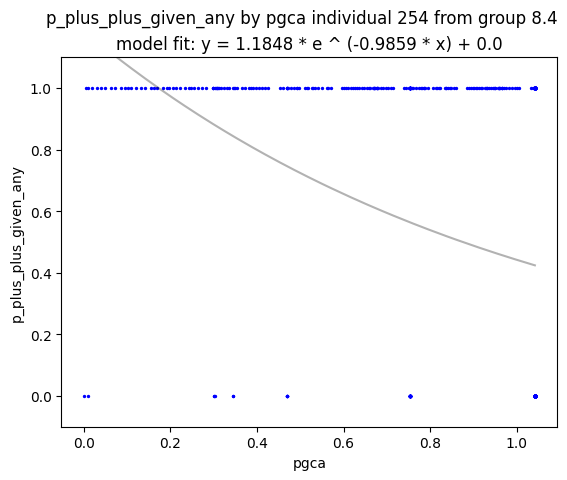 p_plus_plus_given_any by pgca individual 254 from group 8.4
model fit: y = 1.1848 * e ^ (-0.9859 * x) + 0.0
1.0
0.8
0.6
0.4
0.2
0.0
p_plus_plus_given_any
0.0 0.2 0.4 0.6 0.8 1.0
pgca